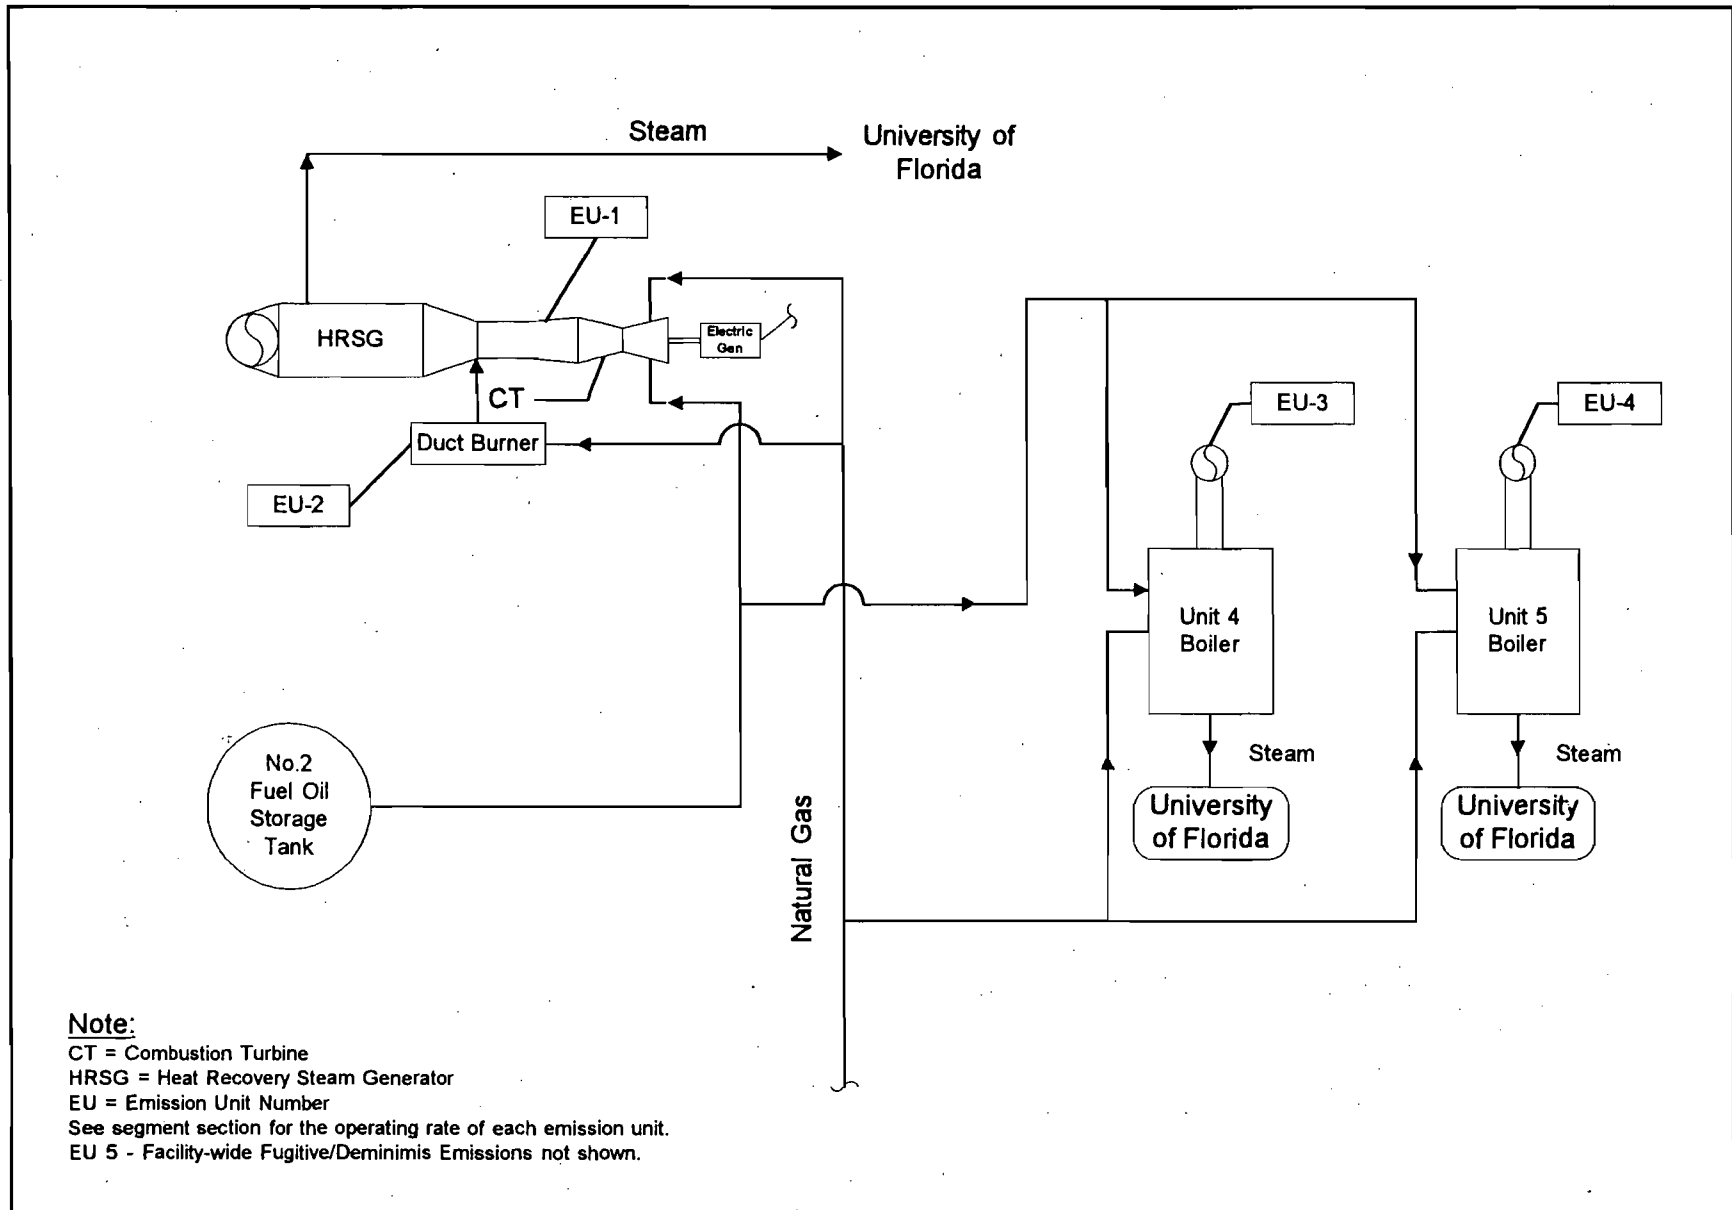 Steam
University of
Florida
EU-1
HRSG
Electric
Gen
CT
Duct Burner
EU-2
EU-3
EU-4
Unit 4
Boiler
Unit 5
Boiler
Steam
Steam
No.2
Fuel Oil
Storage
Tank
Natural Gas
University
of Florida
University
of Florida
Note:
CT = Combustion Turbine
HRSG = Heat Recovery Steam Generator
EU = Emission Unit Number
See segment section for the operating rate of each emission unit.
EU 5 - Facility-wide Fugitive/Deminimis Emissions not shown.